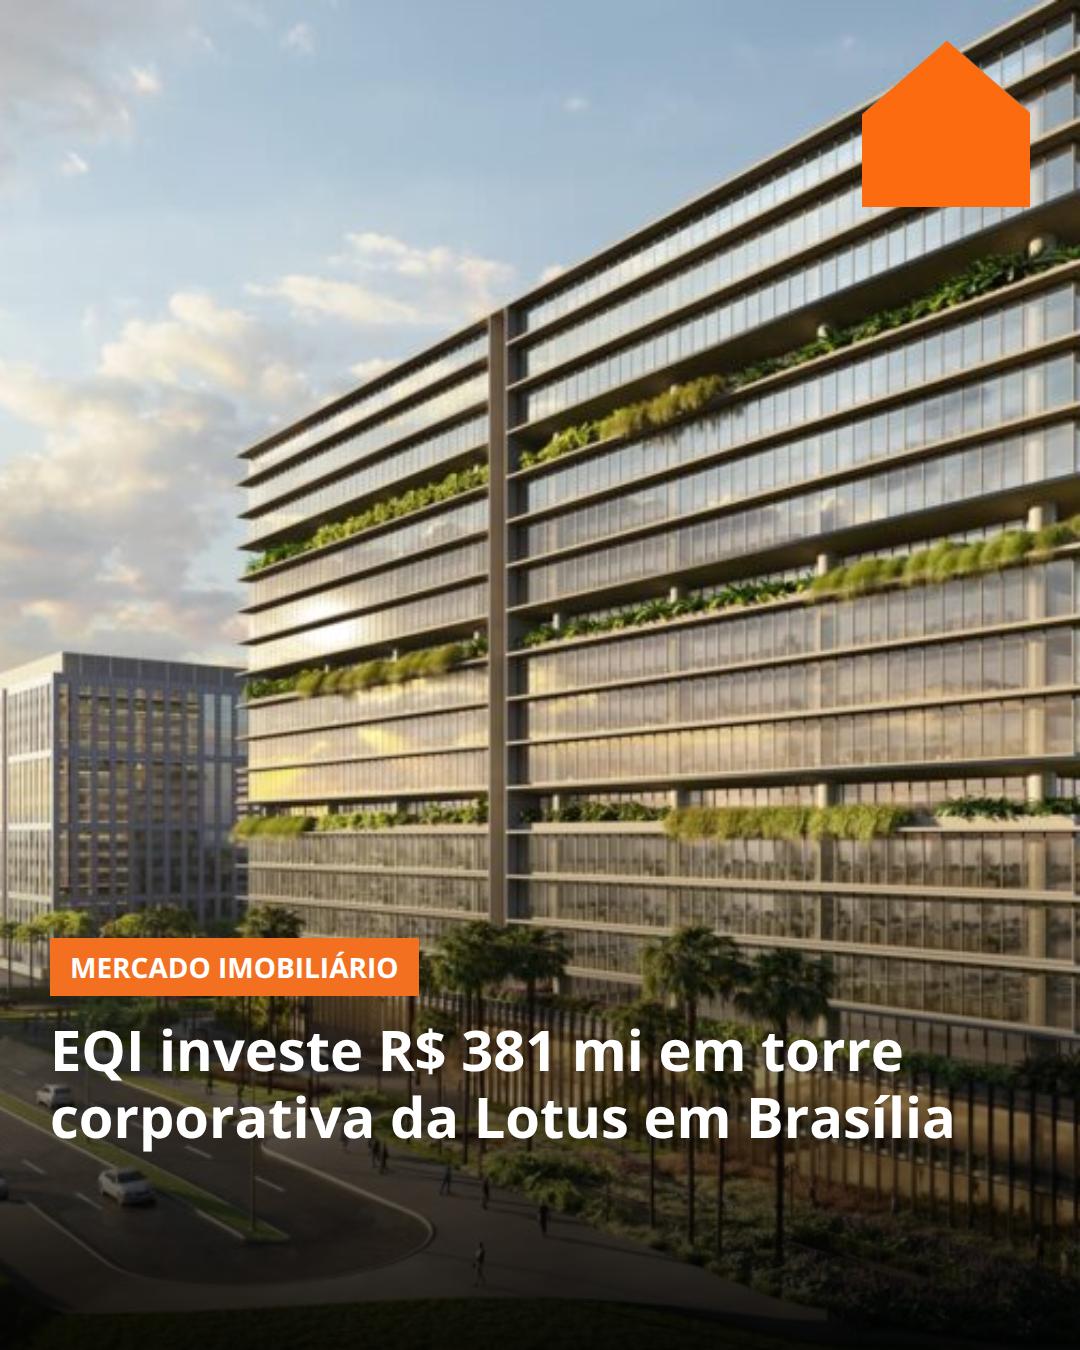 MERCADO IMOBILIÁRIO
EQI investe R$ 381 mi em torre
corporativa da Lotus em Brasília